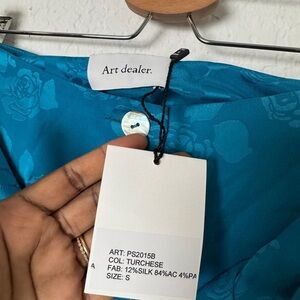 Art dealer.
ART: PS2015B
COL: TURCHESE
FAB: 12%SILK 84%AC 4%PA
SIZE: S